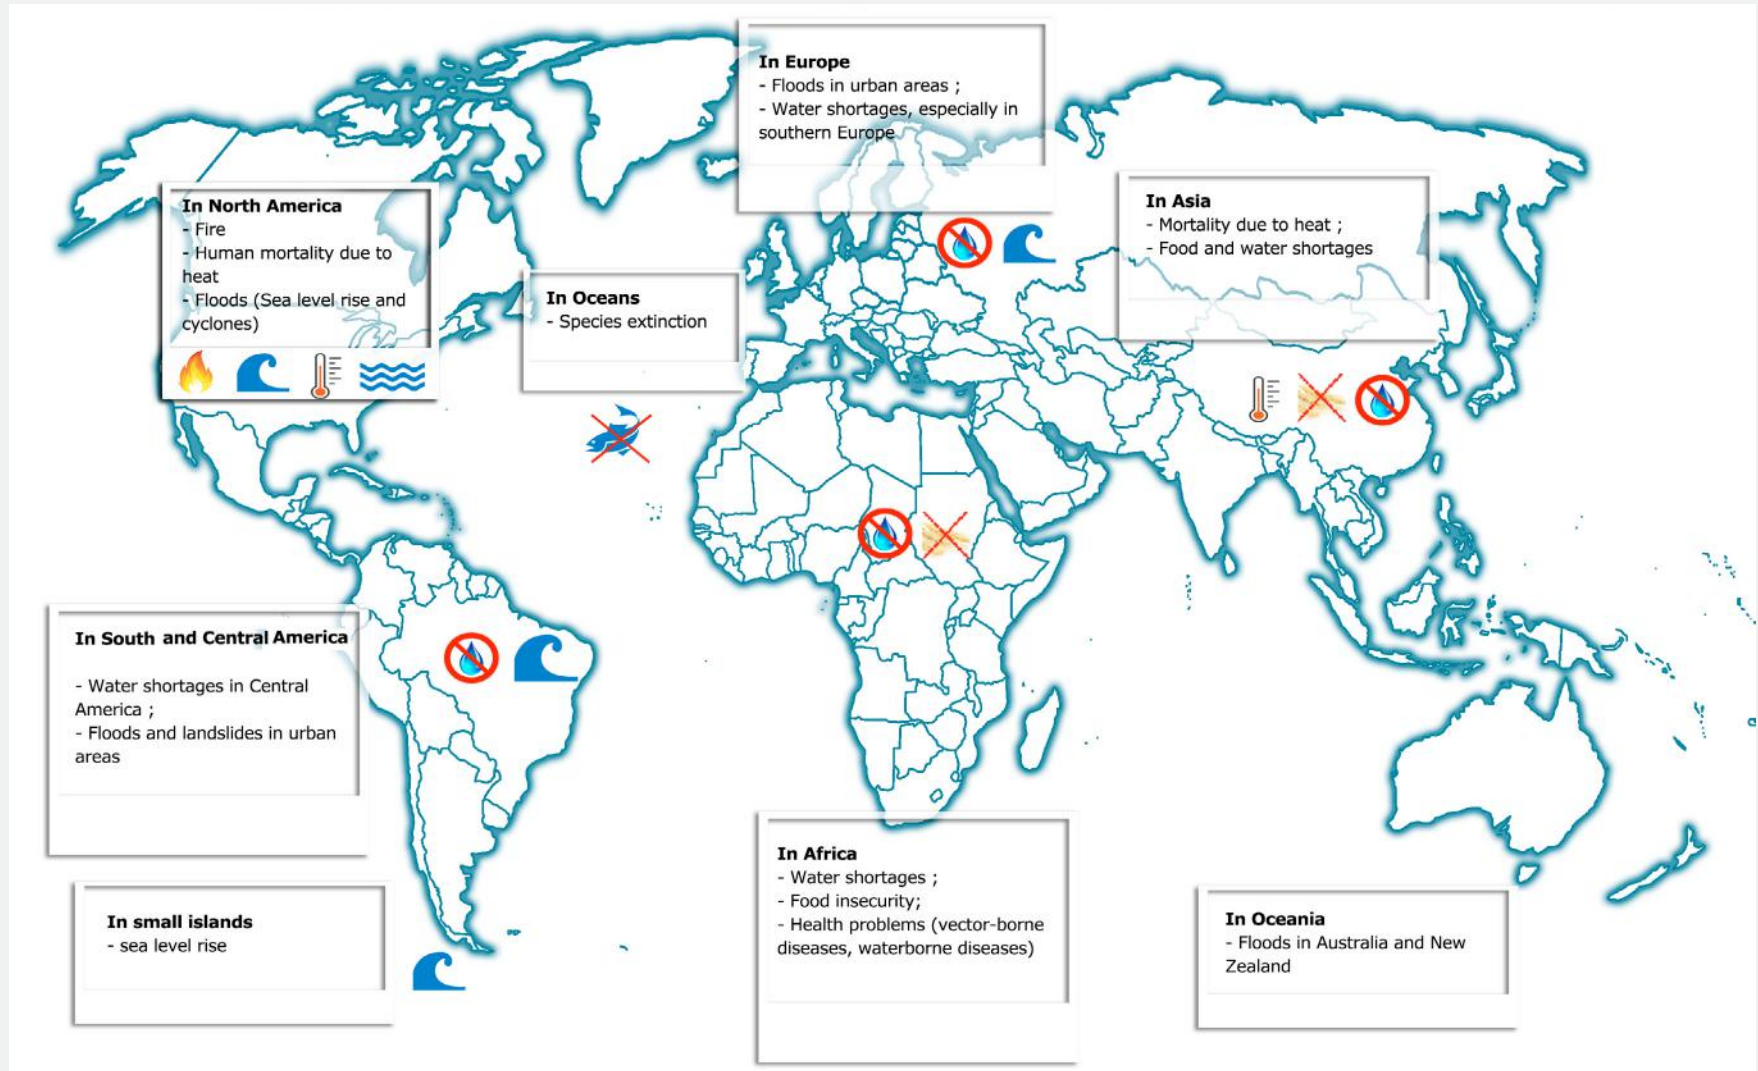 In Europe
- Floods in urban areas ;
- Water shortages, especially in
southern Europe
In North America
- Fire
- Human mortality due to
heat
- Floods (Sea level rise and
cyclones)
In Asia
- Mortality due to heat ;
- Food and water shortages
In Oceans
- Species extinction
In South and Central America
- Water shortages in Central
America ;
- Floods and landslides in urban
areas
In Africa
- Water shortages ;
- Food insecurity;
- Health problems (vector-borne
diseases, waterborne diseases)
In small islands
- sea level rise
In Oceania
- Floods in Australia and New
Zealand